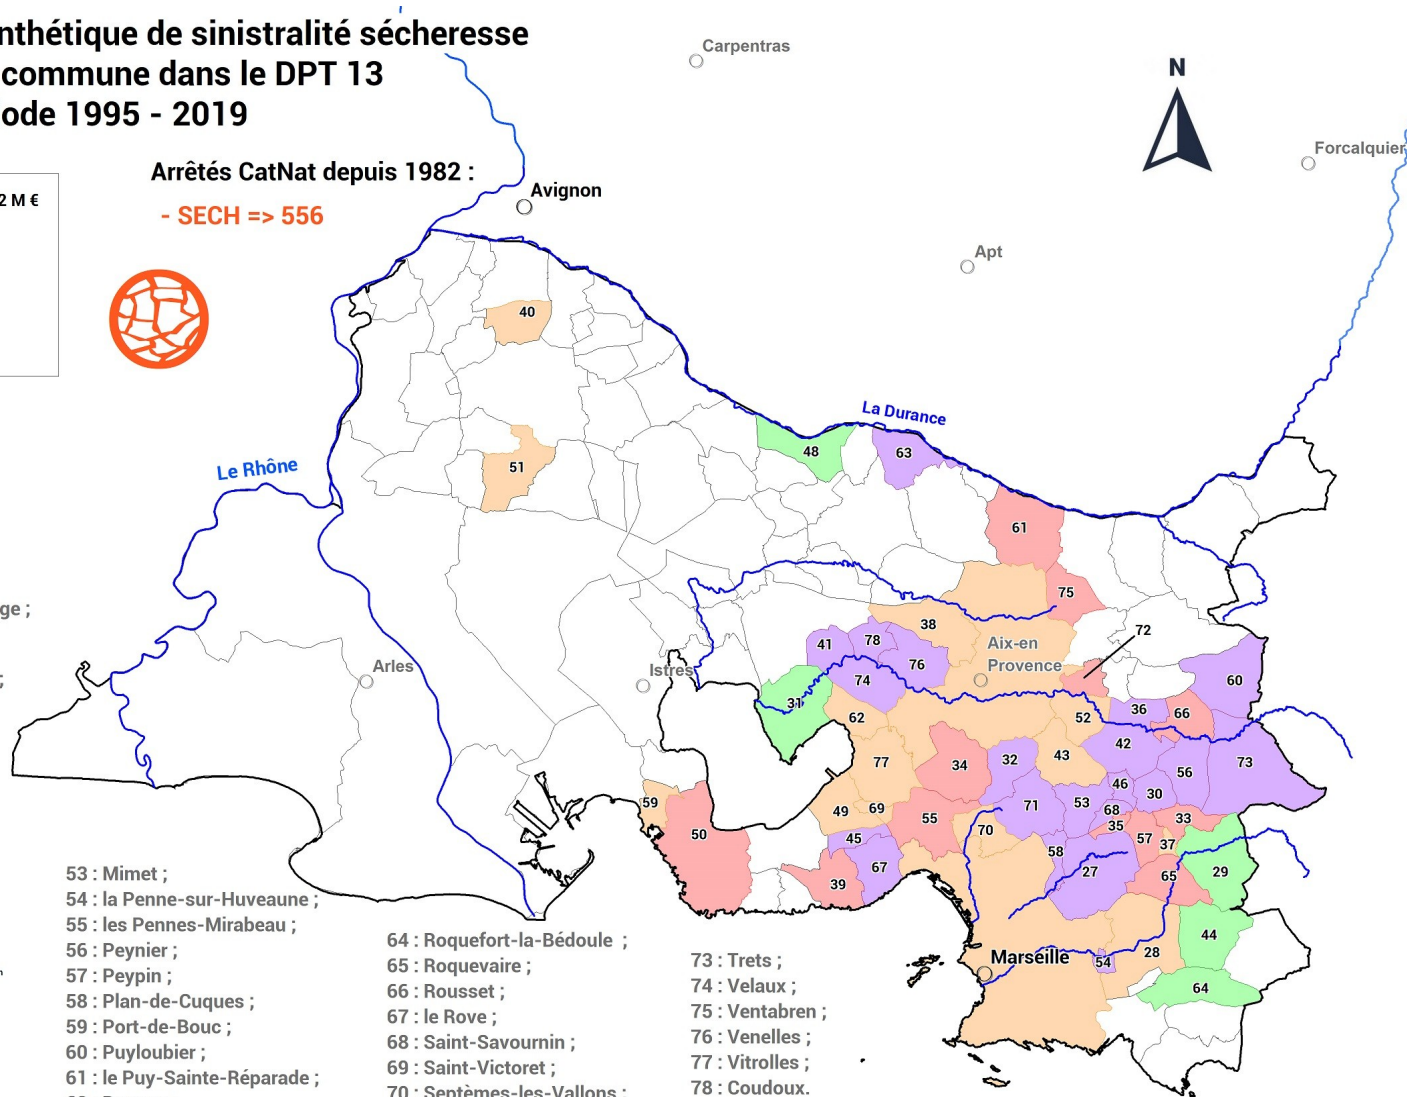 nthétique de sinistralité sécheresse
commune dans le DPT 13
ode 1995 - 2019
2 M €
Arrêtés CatNat depuis 1982 :
- SECH => 556
Carpentras
N
Forcalquier
Avignon
Apt
40
La Durance
48
63
51
Le Rhône
61
75
ge ;
;
38
72
41
78
76
Aix-en
Provence
Arles
Istres
74
60
31
62
52
36
66
42
77
34
32
43
56
73
46
30
59
49
69
71
53
68
50
55
70
35
33
45
57
37
58
67
27
65
29
39
44
28
54
Marseille
64
53 : Mimet ;
54 : la Penne-sur-Huveaune ;
55 : les Pennes-Mirabeau ;
56 : Peynier ;
57 : Peypin ;
58 : Plan-de-Cuques ;
59 : Port-de-Bouc ;
60 : Puyloubier ;
61 : le Puy-Sainte-Réparade ;
64 : Roquefort-la-Bédoule ;
65 : Roquevaire ;
66 : Rousset ;
67 : le Rove ;
68 : Saint-Savournin ;
69 : Saint-Victoret ;
70 : Septèmes-les-Vallons ;
73 : Trets ;
74 : Velaux ;
75 : Ventabren ;
76 : Venelles ;
77 : Vitrolles ;
78 : Coudoux.